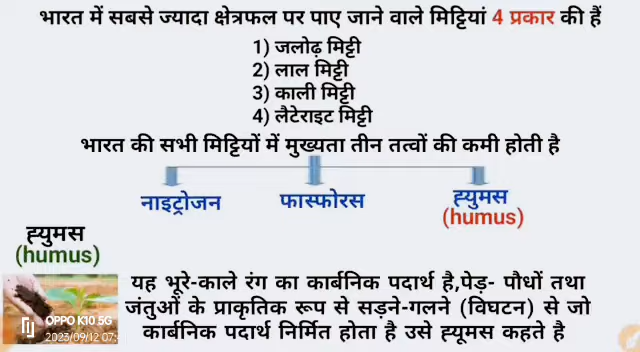 भारत में सबसे ज्यादा क्षेत्रफल पर पाए जाने वाले मिट्टियां 4 प्रकार की हैं
1) जलोढ़ मिट्टी
2) लाल मिट्टी
3) काली मिट्टी
4) लैटेराइट मिट्टी
भारत की सभी मिट्टियों में मुख्यता तीन तत्वों की कमी होती है
नाइट्रोजन फास्फोरस ह्युमस
(humus)
ह्युमस
(humus)
यह भूरे-काले रंग का कार्बनिक पदार्थ है,पेड़- पौधों तथा
जंतुओं के प्राकृतिक रूप से सड़ने-गलने (विघटन) से जो
कार्बनिक पदार्थ निर्मित होता है उसे ह्यूमस कहते है
OPPO K10 5G
2023/09/12 07: